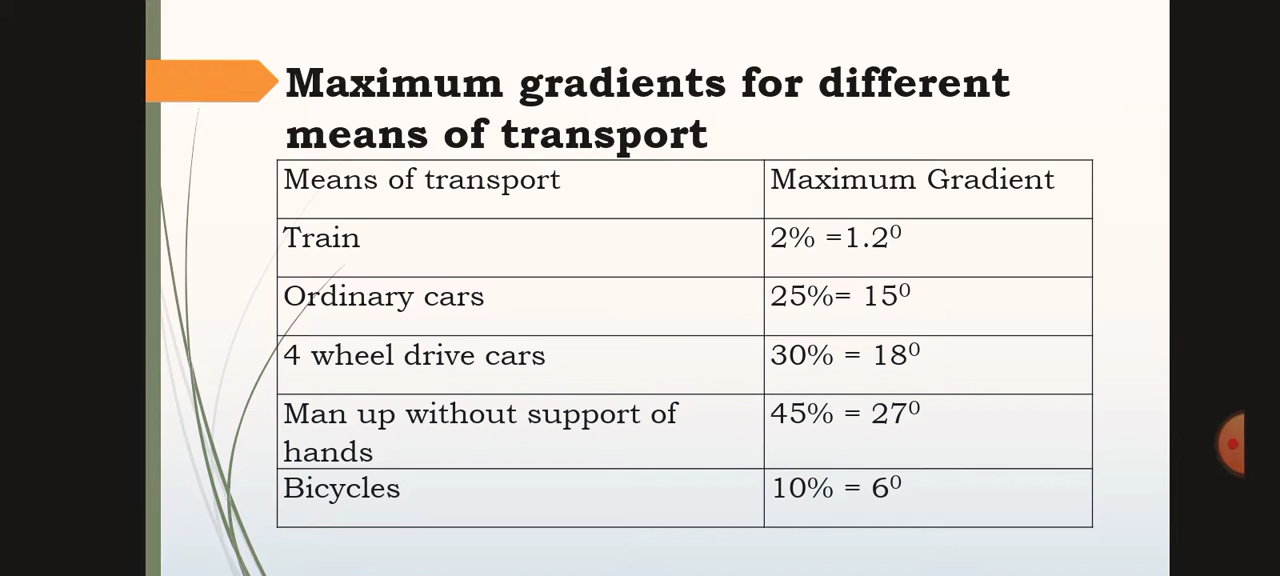 Maximum gradients for different
means of transport
Means of transport Maximum Gradient
Train 2% =1.2⁰
Ordinary cars 25%= 15⁰
4 wheel drive cars 30% = 18⁰
Man up without support of 45% = 27⁰
hands
Bicycles 10% = 6⁰